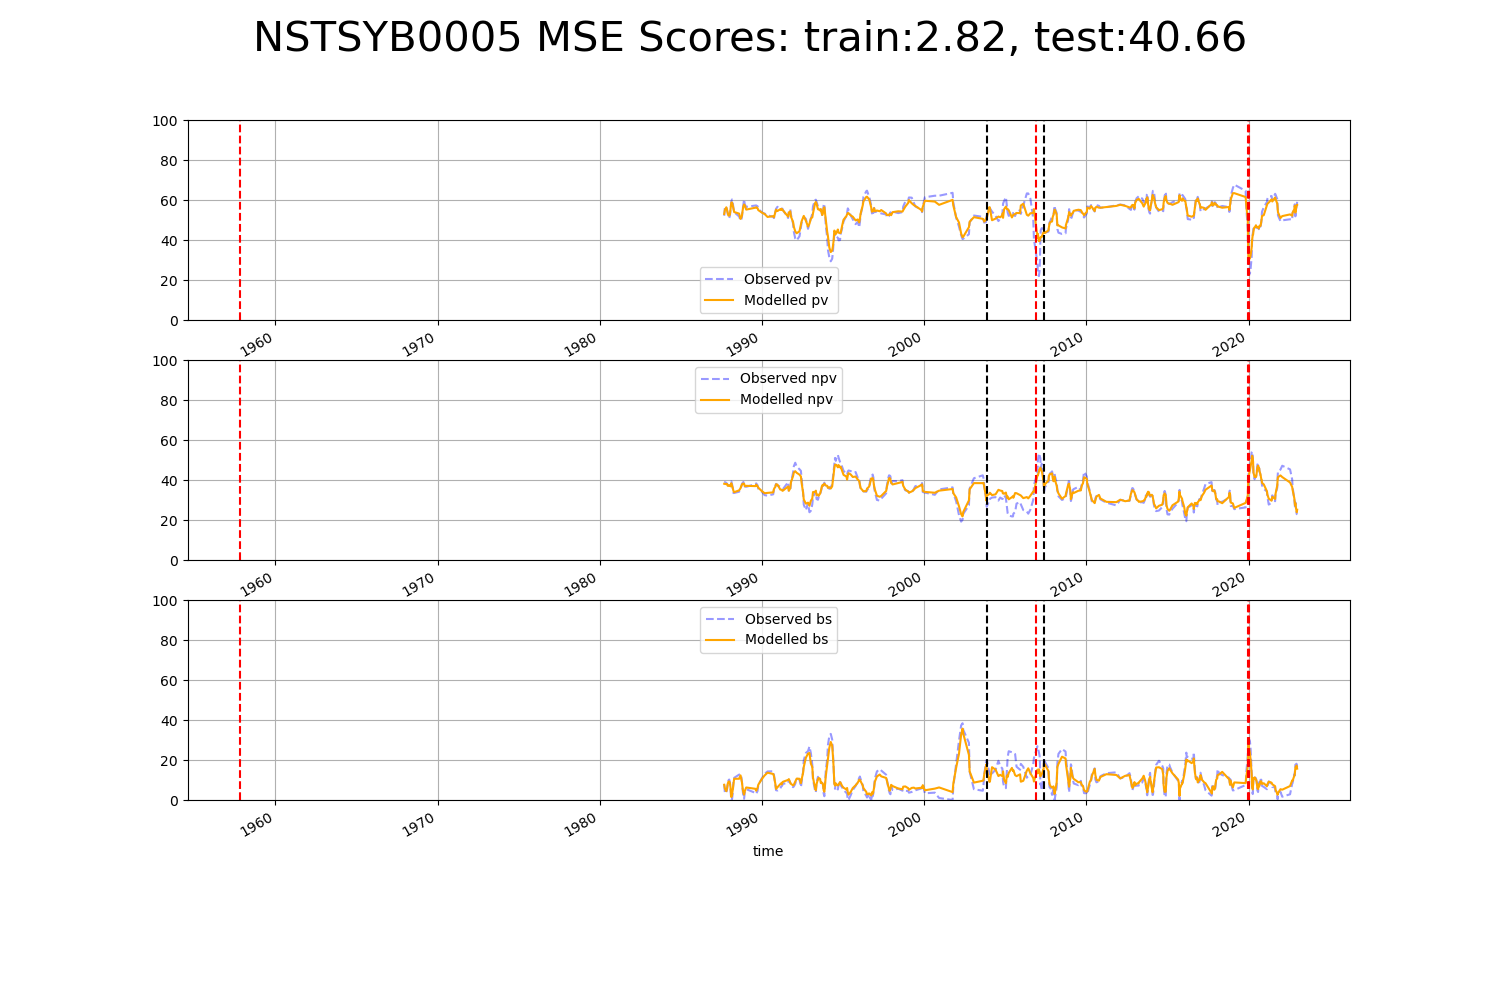 NSTSYB0005 MSE Scores: train:2.82, test:40.66
100
80
60
40
20
0
Observed pv
Modelled pv
1960 1970 1980 1990 2000 2010 2020
100
80
60
40
20
0
Observed npv
Modelled npv
1960 1970 1980 1990 2000 2010 2020
100
80
60
40
20
0
Observed bs
Modelled bs
1960 1970 1980 1990 2000 2010 2020
time